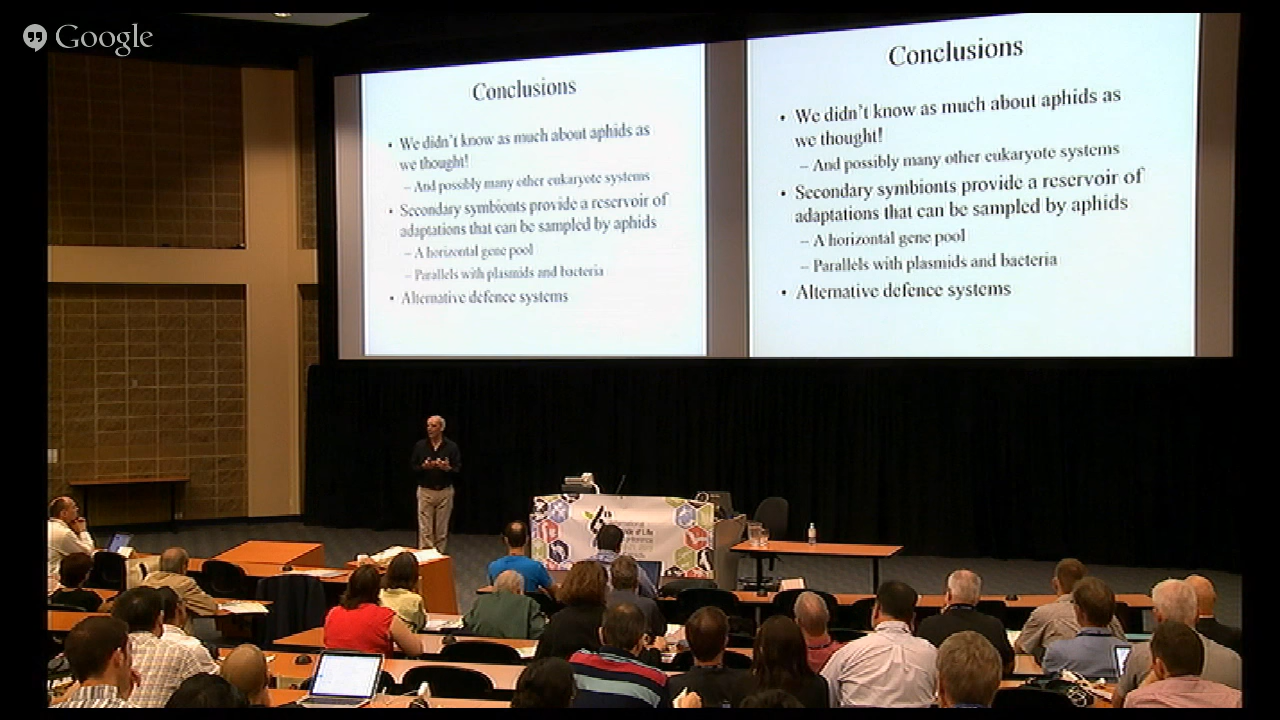 Google
Conclusions
• We didn't know as much about aphids as
we thought!
– And possibly many other eukaryote systems
• Secondary symbionts provide a reservoir of
adaptations that can be sampled by aphids
– A horizontal gene pool
– Parallels with plasmids and bacteria
• Alternative defence systems
Conclusions
• We didn't know as much about aphids as
we thought!
– And possibly many other eukaryote systems
• Secondary symbionts provide a reservoir of
adaptations that can be sampled by aphids
– A horizontal gene pool
– Parallels with plasmids and bacteria
• Alternative defence systems
6th
of Life